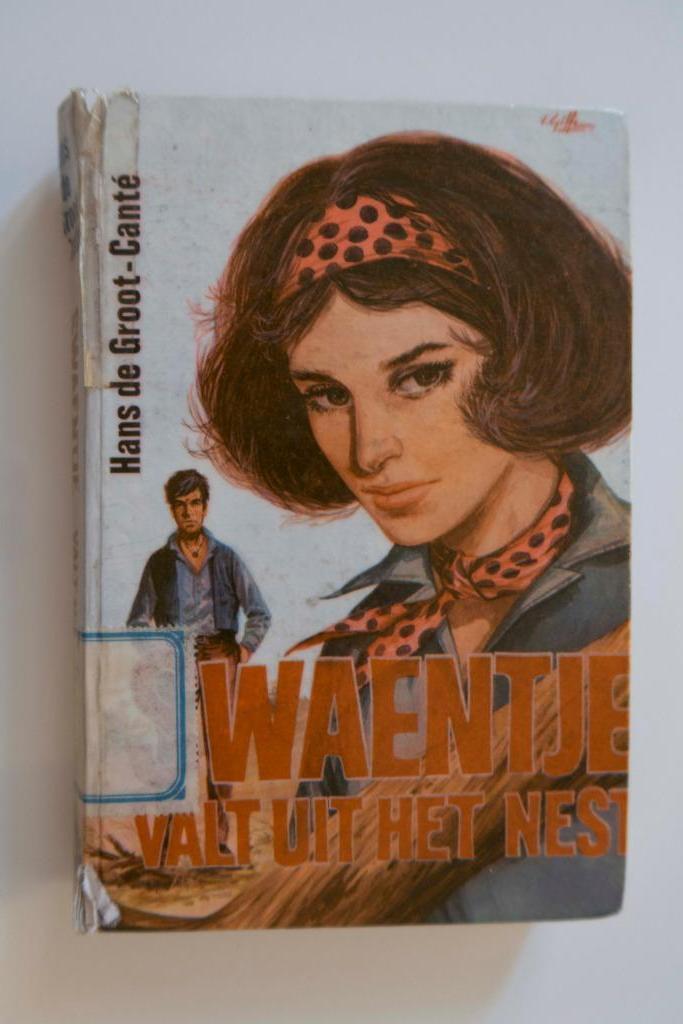 Hans de Groot-Canté
WAENTJE
VALT UIT HET NEST